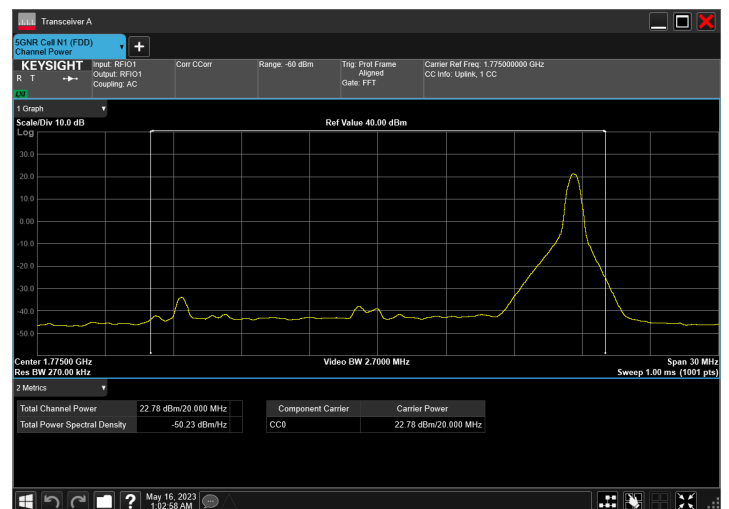 Transceiver A
5GNR Cell N1 (FDD)
Channel Power
+
KEYSIGHT
R T
LXI
Input: RFIO1
Output: RFIO1
Coupling: AC
Corr CCorr
Range: -60 dBm
Trig: Prot Frame
Aligned
Gate: FFT
Carrier Ref Freq: 1.775000000 GHz
CC Info: Uplink, 1 CC
1 Graph
Scale/Div 10.0 dB
Ref Value 40.00 dBm
Log
30.0
20.0
10.0
0.00
-10.0
-20.0
-30.0
-40.0
-50.0
Center 1.77500 GHz
Video BW 2.7000 MHz
Span 30 MHz
Res BW 270.00 kHz
Sweep 1.00 ms (1001 pts)
2 Metrics
Total Channel Power 22.78 dBm/20.000 MHz
Total Power Spectral Density -50.23 dBm/Hz
Component Carrier Carrier Power
CC0 22.78 dBm/20.000 MHz
?
May 16, 2023
1:02:58 AM